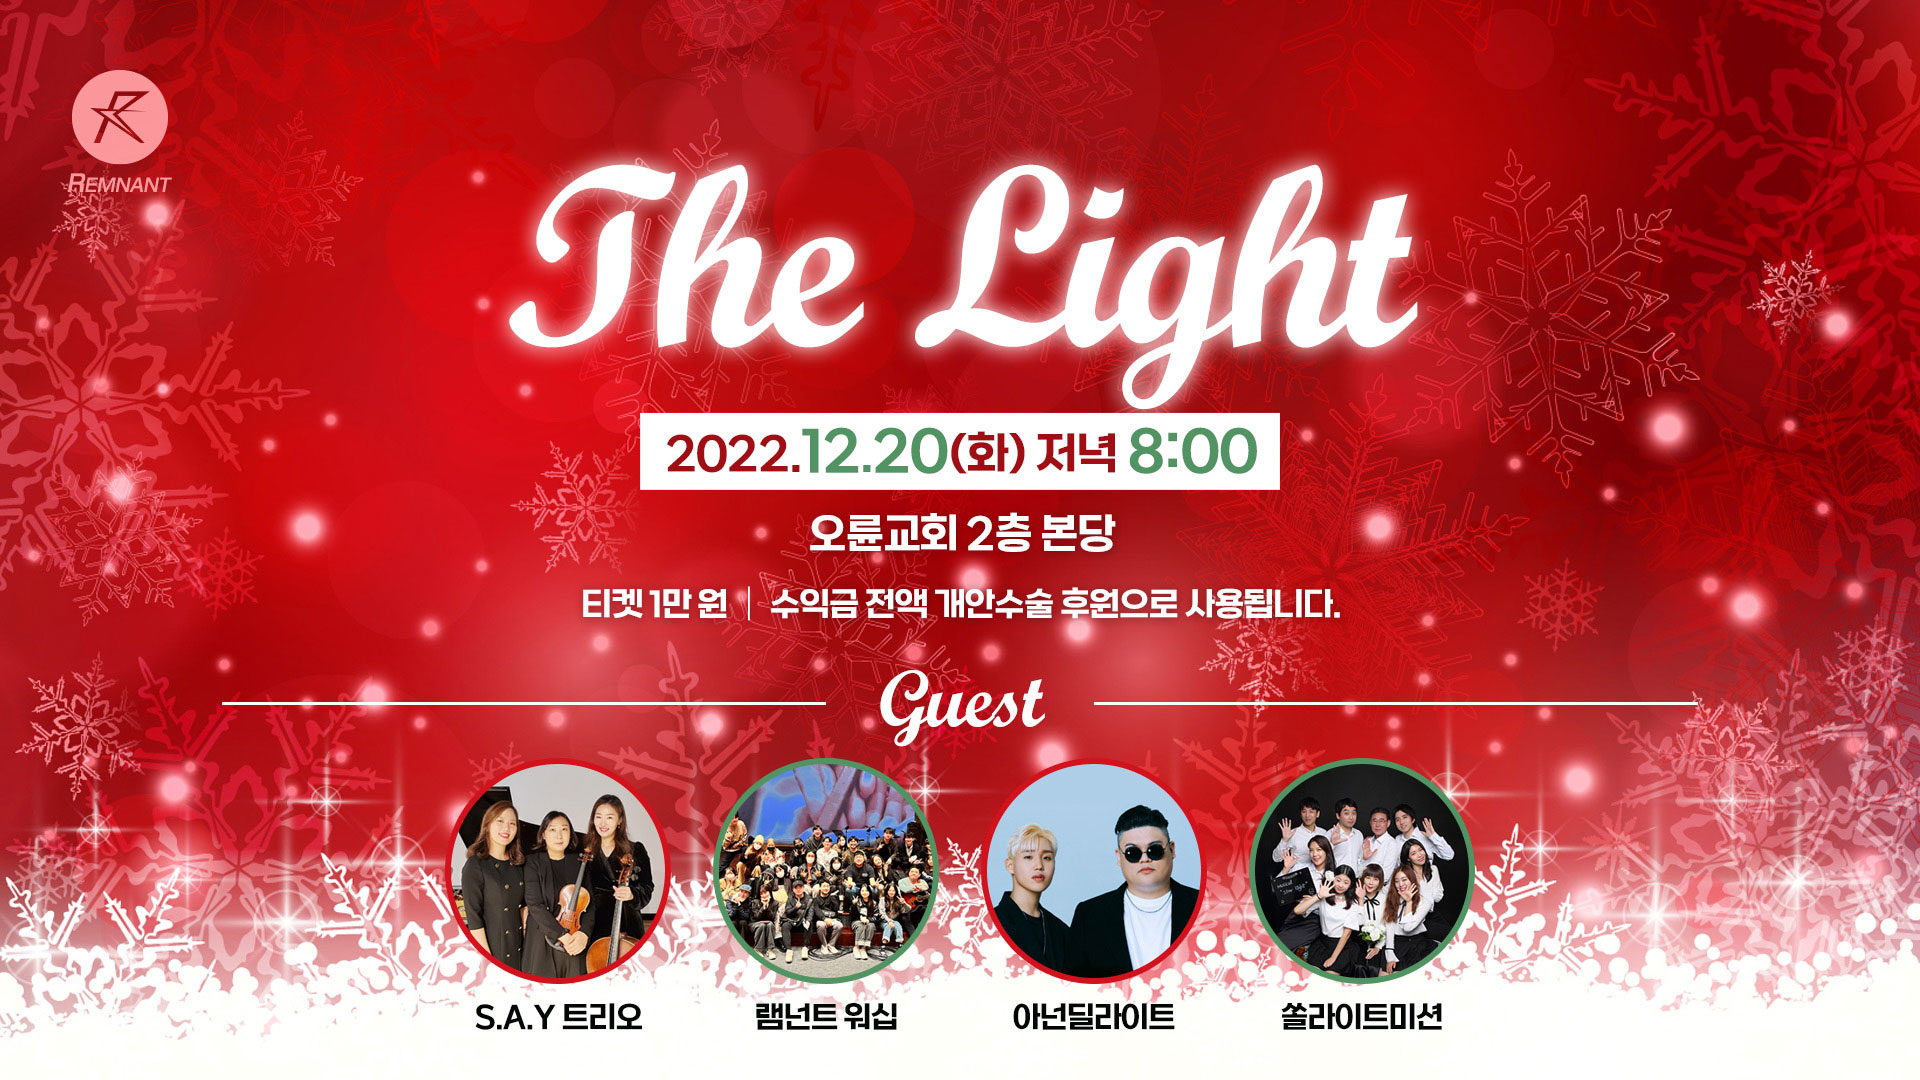 REMNANT
The Light
2022.12.20(화) 저녁 8:00
오륜교회 2층 본당
티켓 1만 원 | 수익금 전액 개안수술 후원으로 사용됩니다.
Guest
S.A.Y 트리오
램넌트 워십
아넌딜라이트
쏠라이트미션